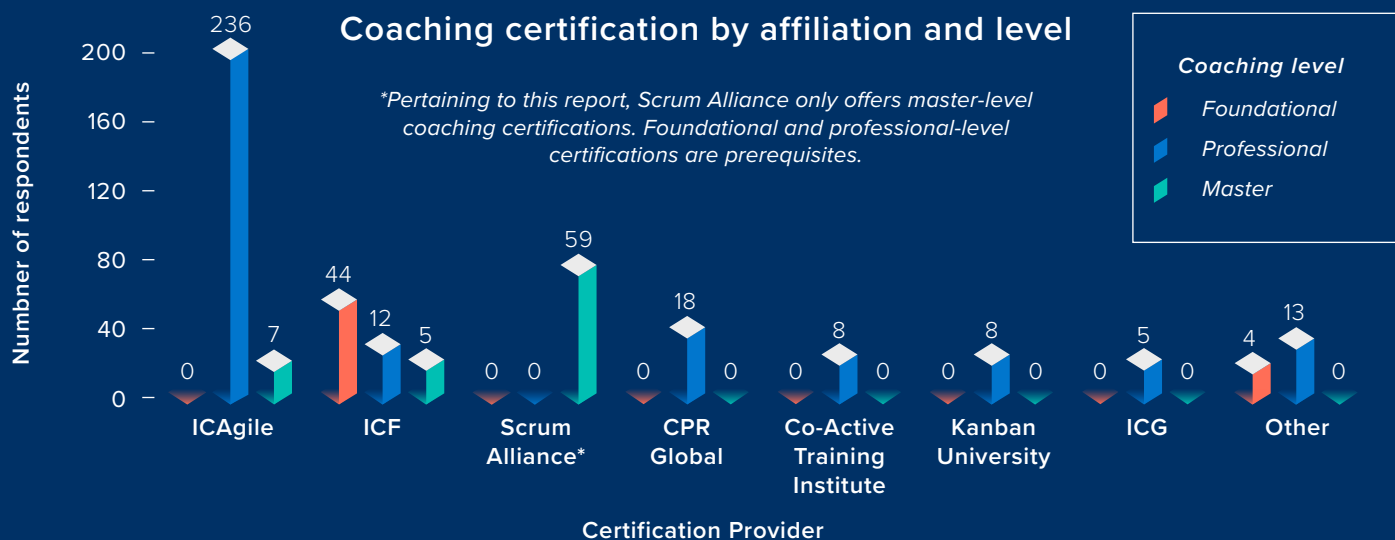 Coaching certification by affiliation and level
*Pertaining to this report, Scrum Alliance only offers master-level
coaching certifications. Foundational and professional-level
certifications are prerequisites.
Coaching level
Foundational
Professional
Master
Numbner of respondents
200
160
120
80
40
0
0
236
7
44
12
5
0
0
59
0
18
0
0
8
0
0
8
0
0
5
0
4
13
0
ICAgile
ICF
Scrum
Alliance*
CPR
Global
Co-Active
Training
Institute
Kanban
University
ICG
Other
Certification Provider